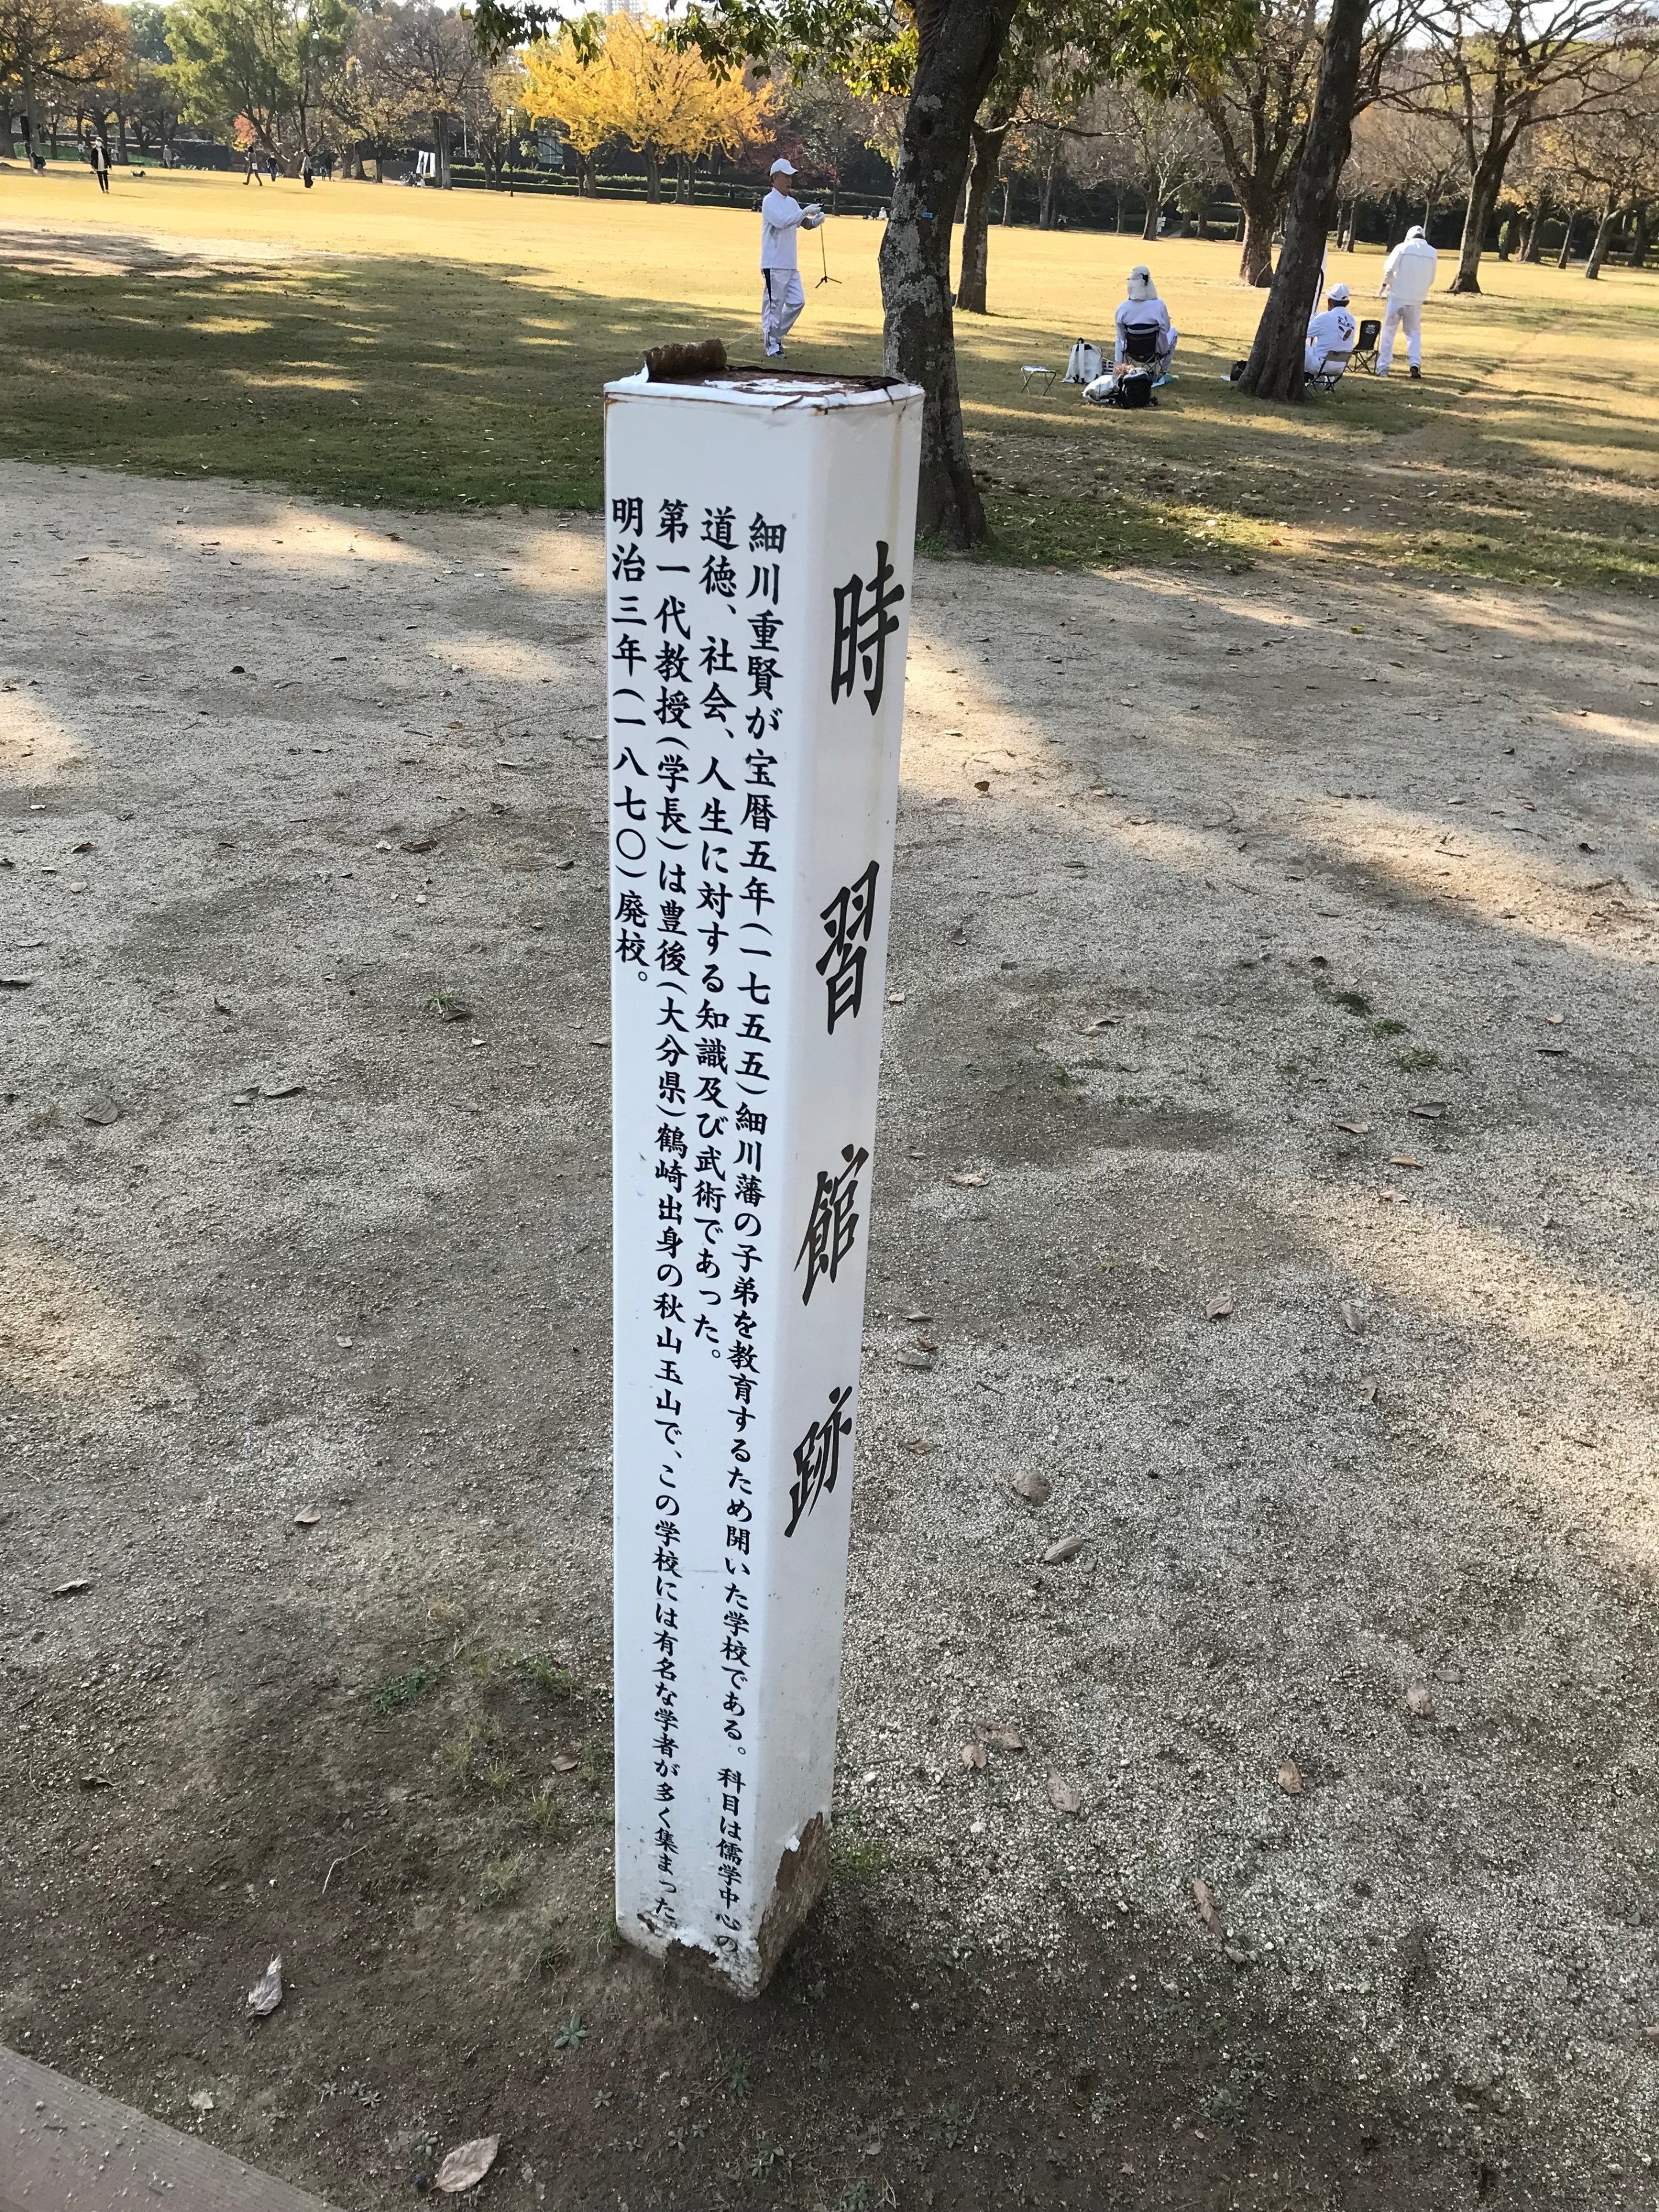 時習館跡
細川重賢が宝暦五年(一七五五)細川藩の子弟を教育するため開いた学校である。科目は儒学中心の
道徳、社会、人生に対する知識及び武術であった。
第一代教授(学長)は豊後(大分県)鶴崎出身の秋山玉山で、この学校には有名な学者が多く集まった。
明治三年(一八七〇)廃校。